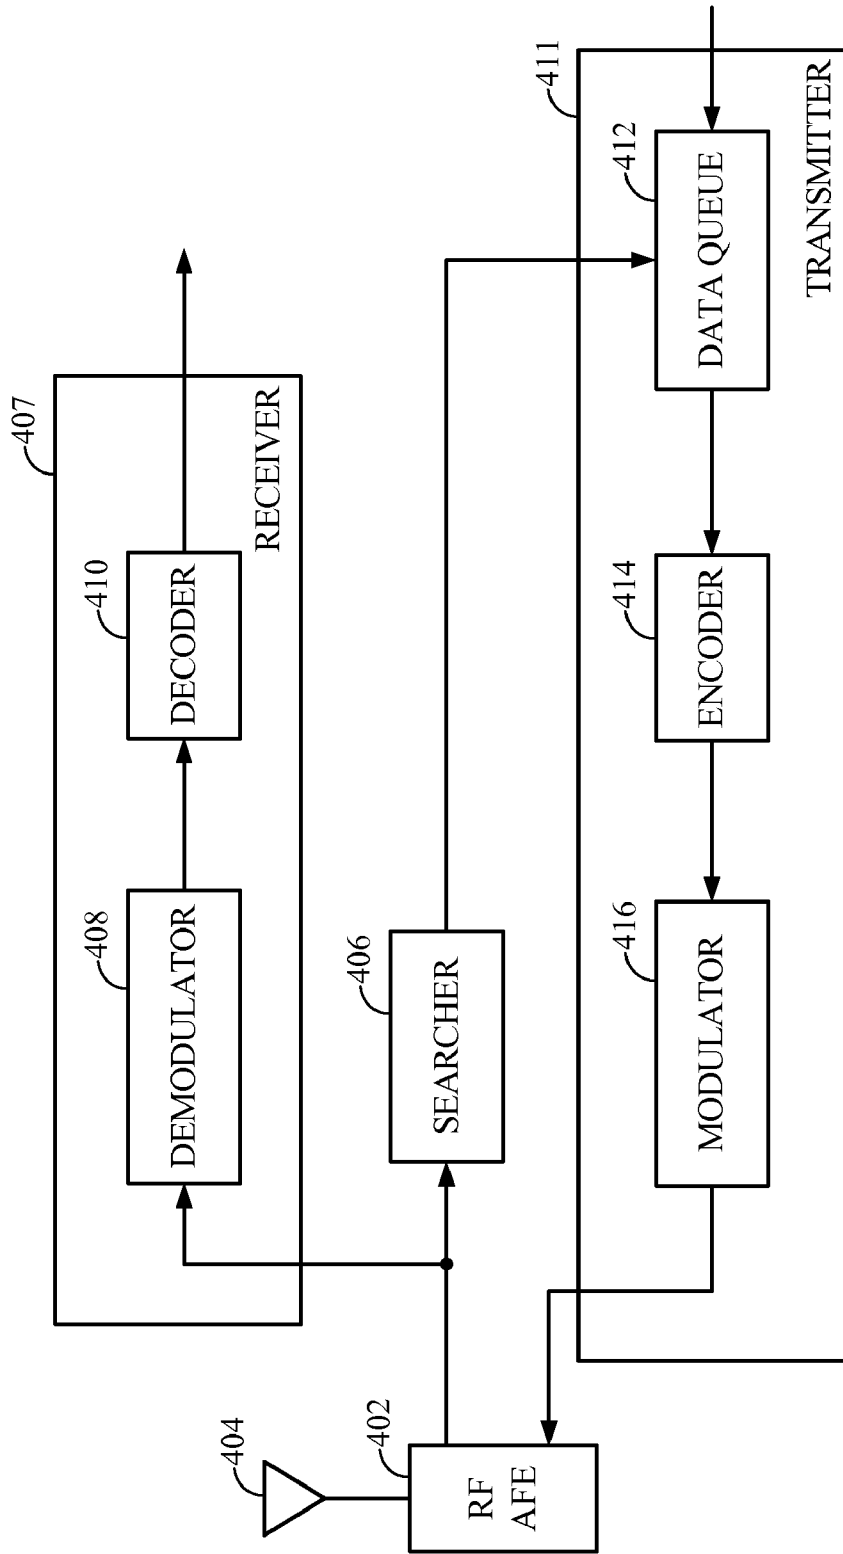 407
410
408
DECODER
DEMODULATOR
RECEIVER
404
402
RF
AFE
406
SEARCHER
411
412
414
416
DATA QUEUE
ENCODER
MODULATOR
TRANSMITTER